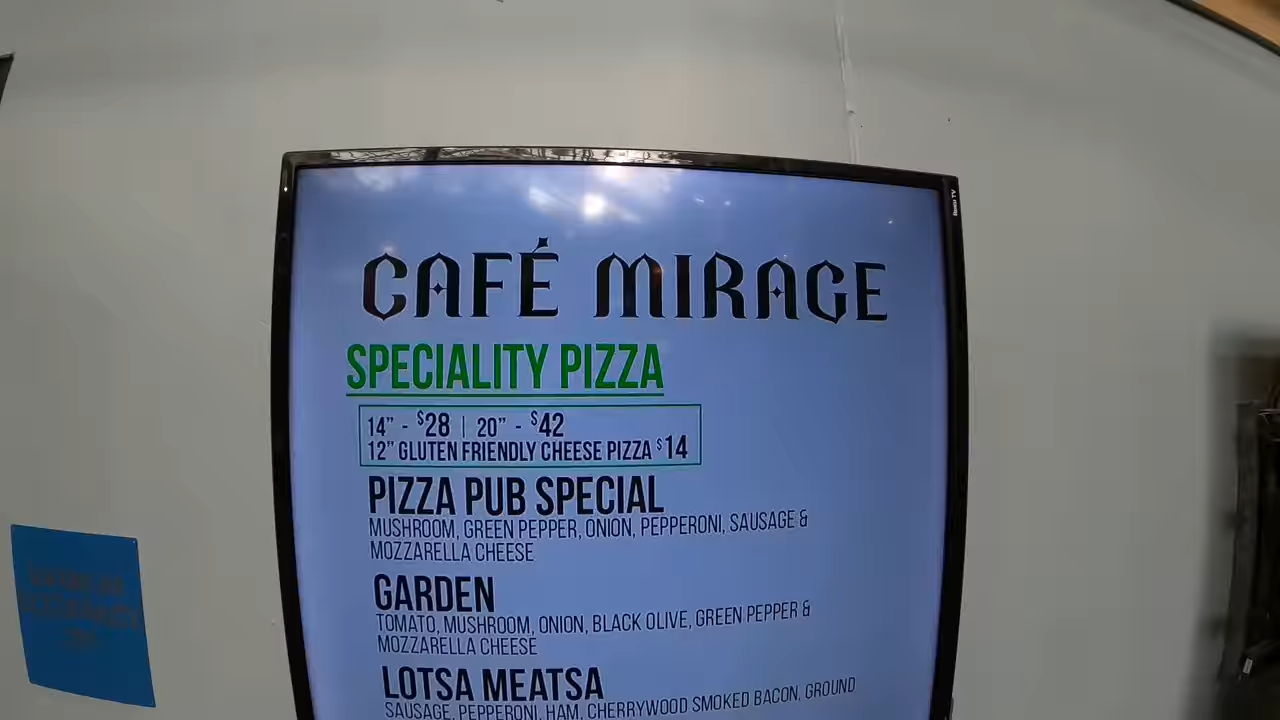 Roku TV
CAFÉ MIRAGE
SPECIALITY PIZZA
14" - $28 | 20" - $42
12" GLUTEN FRIENDLY CHEESE PIZZA $14
PIZZA PUB SPECIAL
MUSHROOM, GREEN PEPPER, ONION, PEPPERONI, SAUSAGE &
MOZZARELLA CHEESE
GARDEN
TOMATO, MUSHROOM, ONION, BLACK OLIVE, GREEN PEPPER &
MOZZARELLA CHEESE
LOTSA MEATSA
SAUSAGE, PEPPERONI, HAM, CHERRYWOOD SMOKED BACON, GROUND